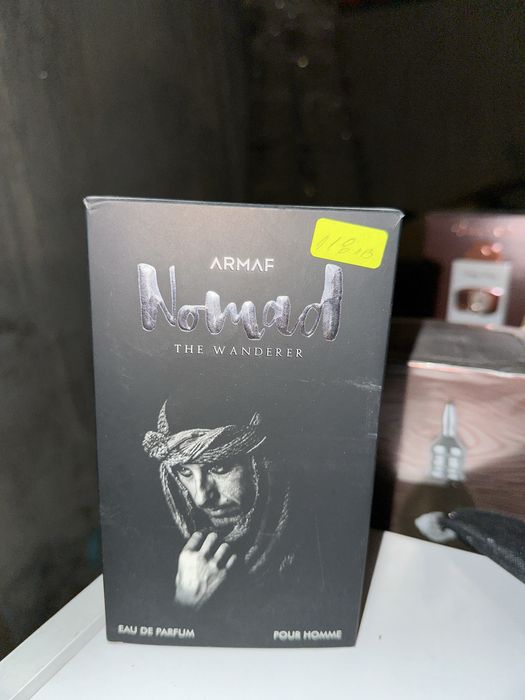 ARMAF
Nomad
THE WANDERER
EAU DE PARFUM
POUR HOMME